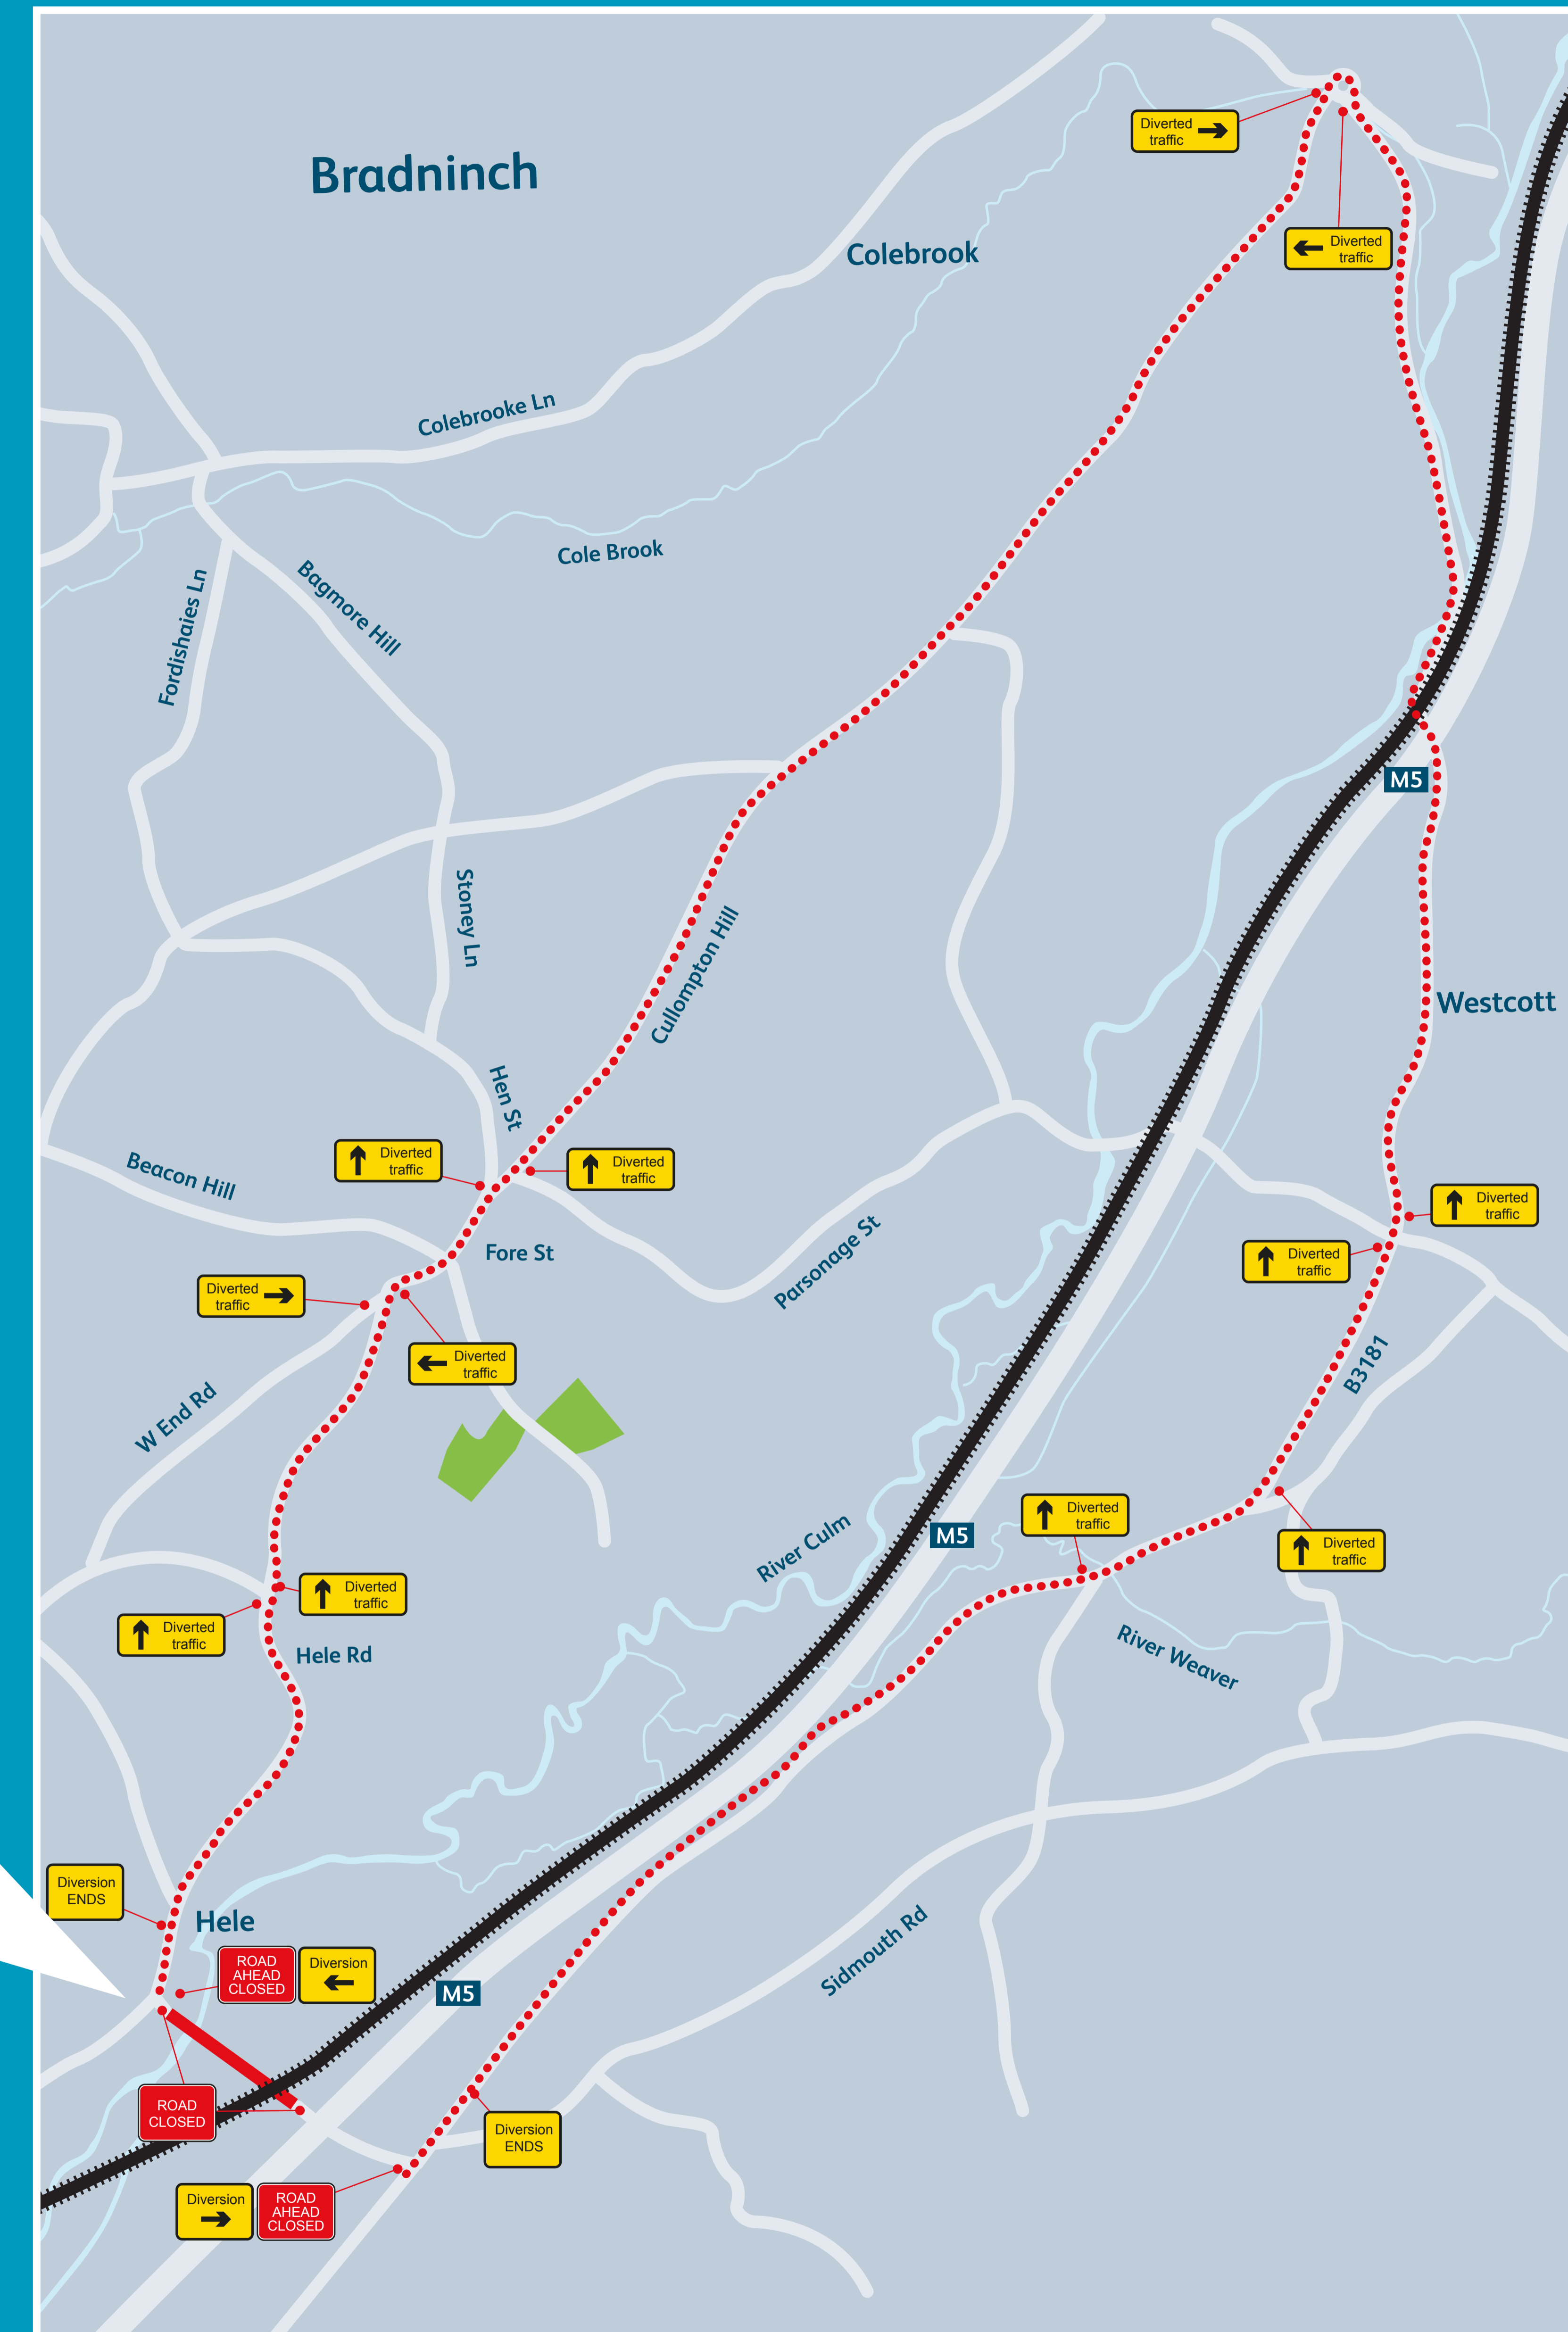 Diverted
traffic
Bradninch
Colebrook
Diverted
traffic
Colebrooke Ln
Cole Brook
Fordishaies Ln
Bagmore Hill
M5
Stoney Ln
Cullompton Hill
Westcott
Hen St
Diverted
traffic
Diverted
traffic
Beacon Hill
Parsonage St
Diverted
traffic
Fore St
Diverted
traffic
Diverted
traffic
Diverted
traffic
B3181
W End Rd
Diverted
traffic
M5
River Culm
Diverted
traffic
Diverted
traffic
Diverted
traffic
Hele Rd
River Weaver
Diversion
ENDS
Hele
ROAD
AHEAD
CLOSED
Diversion
M5
Sidmouth Rd
ROAD
CLOSED
Diversion
ENDS
Diversion
ROAD
AHEAD
CLOSED